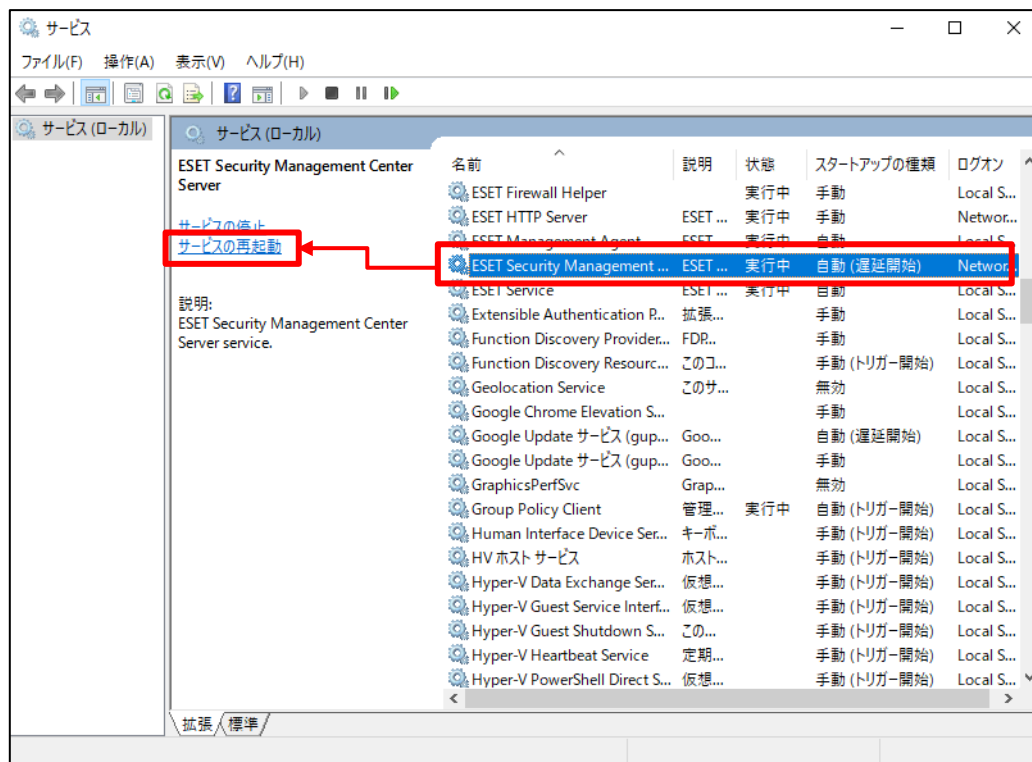 サービス
ファイル(F) 操作(A) 表示(V) ヘルプ(H)
サービス (ローカル)
サービス (ローカル)
ESET Security Management Center
Server
サービスの停止
サービスの再起動
説明:
ESET Security Management Center
Server service.
名前 説明 状態 スタートアップの種類 ログオン
ESET Firewall Helper 実行中 手動 Local S...
ESET HTTP Server ESET ... 実行中 手動 Networ...
ESET Management Agent ESET ... 実行中 自動 Local S...
ESET Security Management ... ESET ... 実行中 自動 (遅延開始) Networ...
ESET Service ESET ... 実行中 自動 Local S...
Extensible Authentication P... 拡張... 手動 Local S...
Function Discovery Provider... FDP... 手動 Local S...
Function Discovery Resourc... このコ... 手動 (トリガー開始) Local S...
Geolocation Service このサ... 無効 Local S...
Google Chrome Elevation S... 手動 Local S...
Google Update サービス (gup... Goo... 自動 (遅延開始) Local S...
Google Update サービス (gup... Goo... 手動 Local S...
GraphicsPerfSvc Grap... 無効 Local S...
Group Policy Client 管理... 実行中 自動 (トリガー開始) Local S...
Human Interface Device Ser... キーボ... 手動 (トリガー開始) Local S...
HV ホスト サービス ホスト... 手動 (トリガー開始) Local S...
Hyper-V Data Exchange Ser... 仮想... 手動 (トリガー開始) Local S...
Hyper-V Guest Service Interf... 仮想... 手動 (トリガー開始) Local S...
Hyper-V Guest Shutdown S... この... 手動 (トリガー開始) Local S...
Hyper-V Heartbeat Service 定期... 手動 (トリガー開始) Local S...
Hyper-V PowerShell Direct S... 仮想... 手動 (トリガー開始) Local S...
拡張 標準